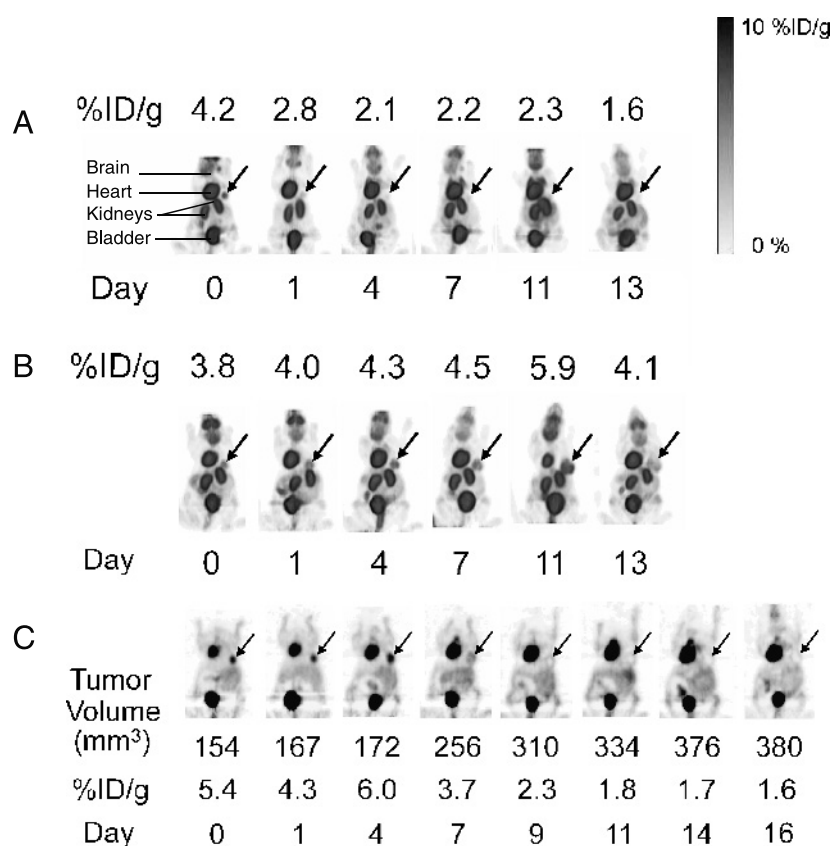 10 %ID/g
0 %
A
%ID/g 4.2 2.8 2.1 2.2 2.3 1.6
Brain
Heart
Kidneys
Bladder
Day 0 1 4 7 11 13
B
%ID/g 3.8 4.0 4.3 4.5 5.9 4.1
Day 0 1 4 7 11 13
C
Tumor
Volume
(mm³) 154 167 172 256 310 334 376 380
%ID/g 5.4 4.3 6.0 3.7 2.3 1.8 1.7 1.6
Day 0 1 4 7 9 11 14 16